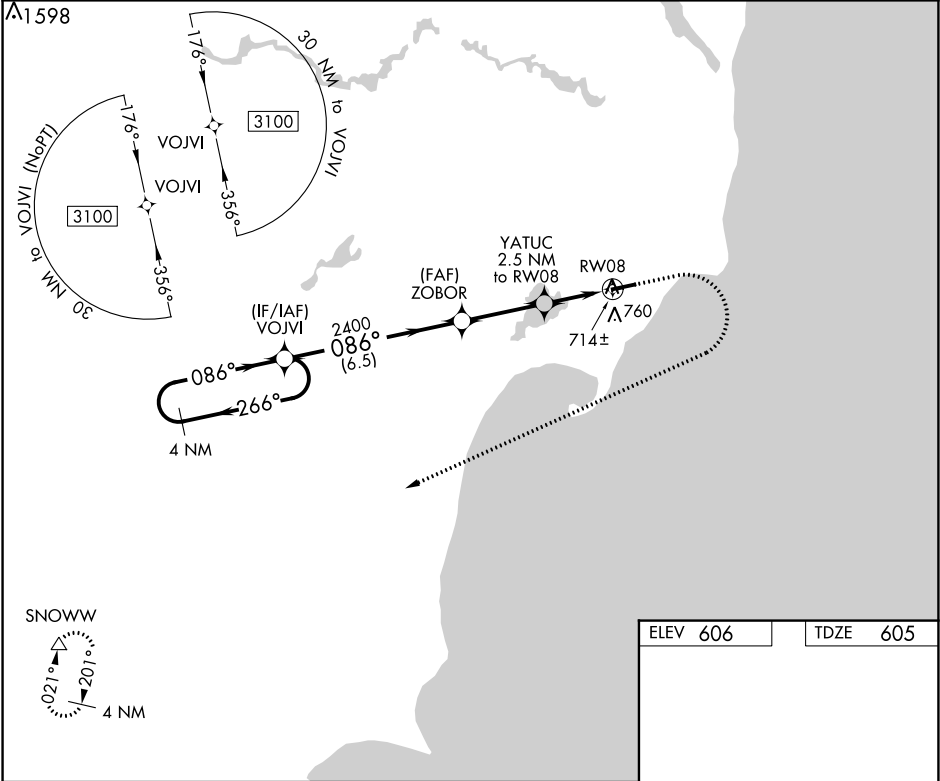 1598
176°
30 NM to VOJVI
3100
VOJVI
356°
176°
30 NM to VOJVI (NoPT)
VOJVI
3100
356°
YATUC
2.5 NM
to RW08
RW08
(FAF)
ZOBOR
760
714±
(IF/IAF)
VOJVI
2400
086°
(6.5)
086°
266°
4 NM
SNOWW
021°
201°
4 NM
ELEV 606
TDZE 605